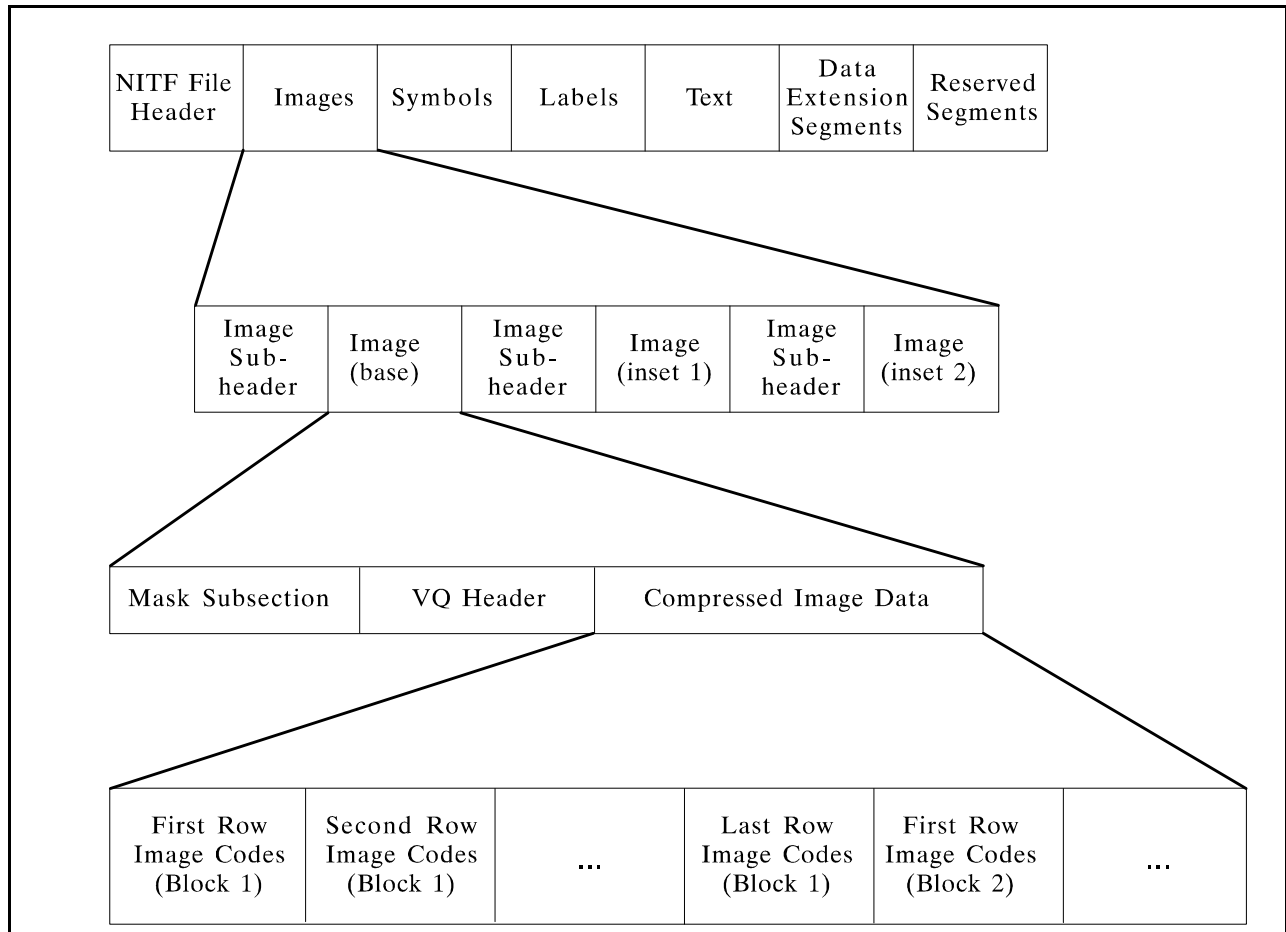 NITF File
Header
Images
Symbols
Labels
Text
Data
Extension
Segments
Reserved
Segments
Image
Sub-
header
Image
(base)
Image
Sub-
header
Image
(inset 1)
Image
Sub-
header
Image
(inset 2)
Mask Subsection
VQ Header
Compressed Image Data
First Row
Image Codes
(Block 1)
Second Row
Image Codes
(Block 1)
...
Last Row
Image Codes
(Block 1)
First Row
Image Codes
(Block 2)
...